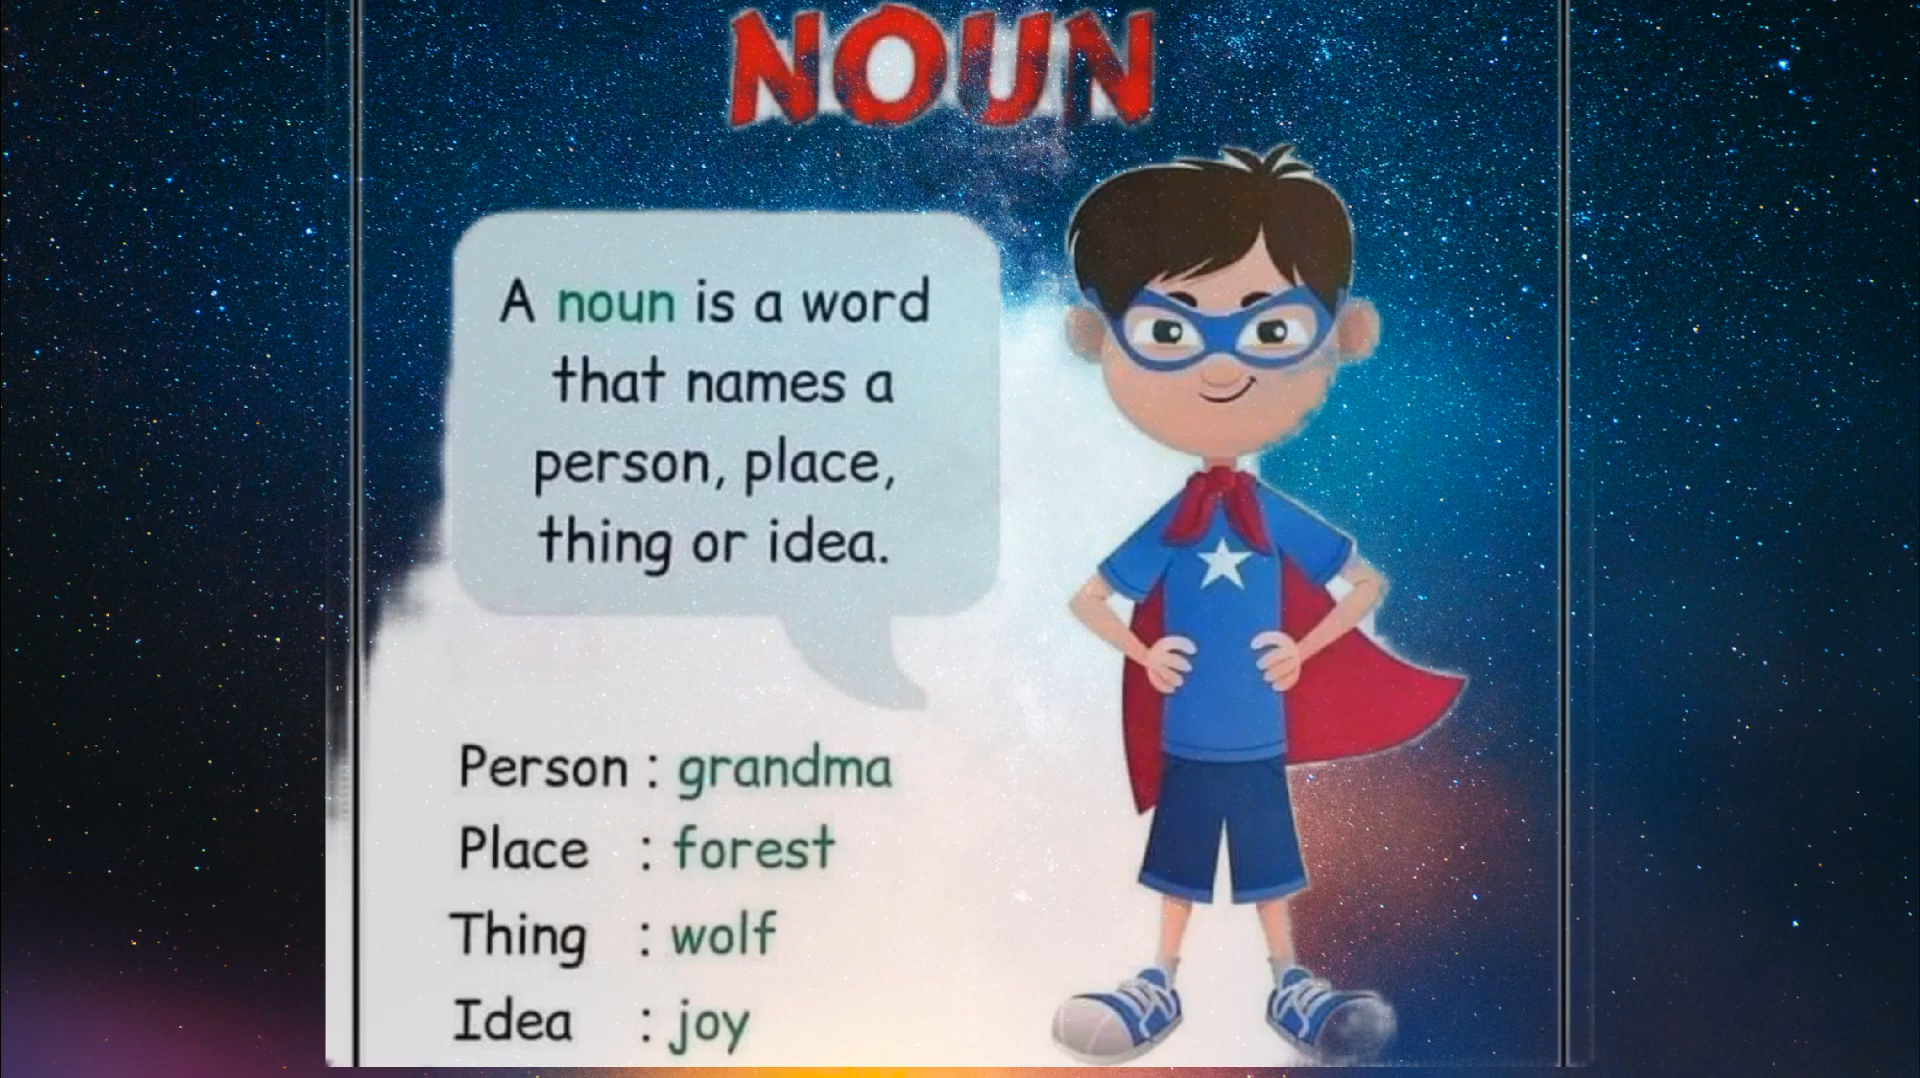 NOUN
A noun is a word
that names a
person, place,
thing or idea.
Person : grandma
Place : forest
Thing : wolf
Idea : joy